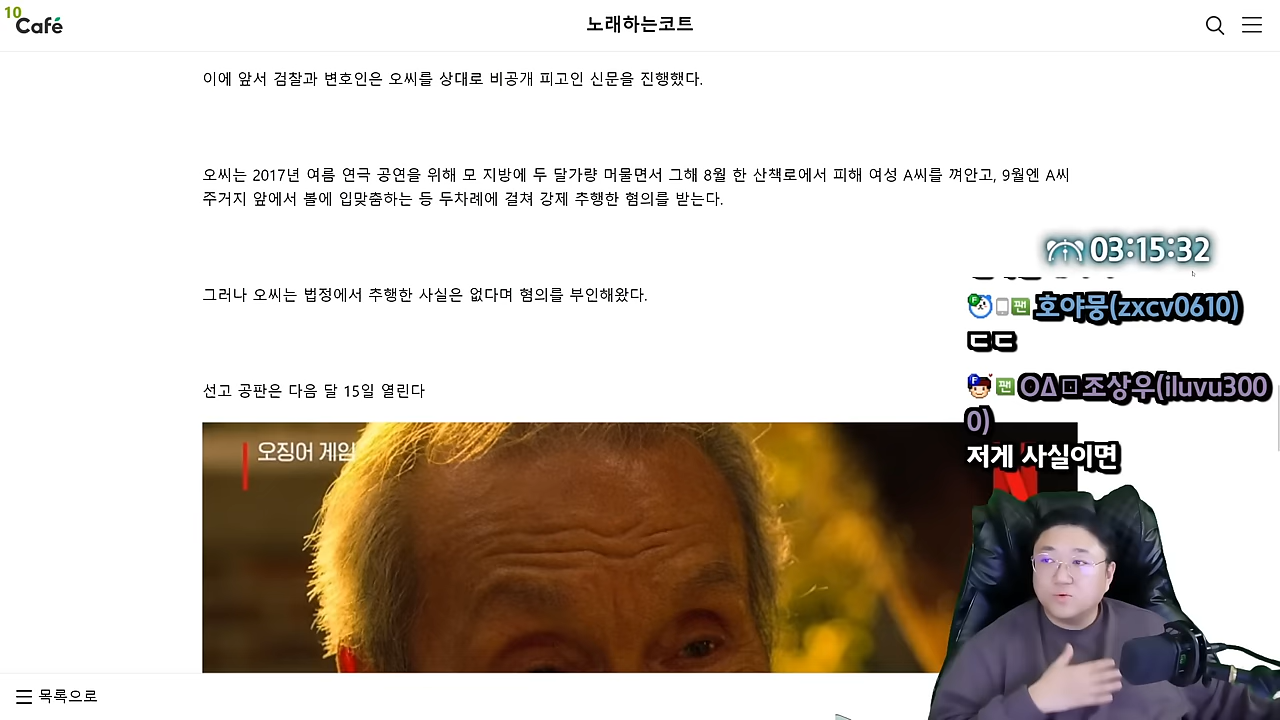 10
Café
노래하는코트
이에 앞서 검찰과 변호인은 오씨를 상대로 비공개 피고인 신문을 진행했다.
오씨는 2017년 여름 연극 공연을 위해 모 지방에 두 달가량 머물면서 그해 8월 한 산책로에서 피해 여성 A씨를 껴안고, 9월엔 A씨
주거지 앞에서 볼에 입맞춤하는 등 두차례에 걸쳐 강제 추행한 혐의를 받는다.
그러나 오씨는 법정에서 추행한 사실은 없다며 혐의를 부인해왔다.
선고 공판은 다음 달 15일 열린다
오징어 게임
03:15:32
팬 호야뭉(zxcv0610)
ㄷㄷ
팬 O∆ㅁ조상우(iluvu300
0)
저게 사실이면
목록으로